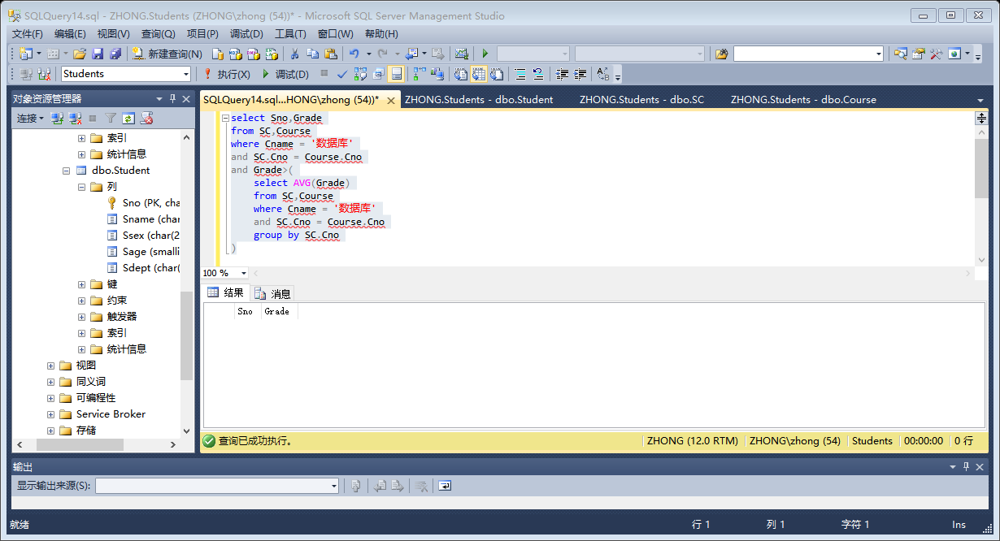 SQLQuery14.sql - ZHONG.Students (ZHONG\zhong (54))* - Microsoft SQL Server Management Studio
文件(F) 编辑(E) 视图(V) 查询(Q) 项目(P) 调试(D) 工具(T) 窗口(W) 帮助(H)
新建查询(N)
Students 执行(X) 调试(D)
对象资源管理器
连接
索引
统计信息
dbo.Student
列
Sno (PK, cha
Sname (char
Ssex (char(2
Sage (smalli
Sdept (char(
键
约束
触发器
索引
统计信息
视图
同义词
可编程性
Service Broker
存储
SQLQuery14.sql...HONG\zhong (54))* ZHONG.Students - dbo.Student ZHONG.Students - dbo.SC ZHONG.Students - dbo.Course
select Sno,Grade
from SC,Course
where Cname = '数据库'
and SC.Cno = Course.Cno
and Grade>(
select AVG(Grade)
from SC,Course
where Cname = '数据库'
and SC.Cno = Course.Cno
group by SC.Cno
)
100 %
结果 消息
Sno Grade
查询已成功执行。 ZHONG (12.0 RTM) ZHONG\zhong (54) Students 00:00:00 0 行
输出
显示输出来源(S):
就绪 行 1 列 1 字符 1 Ins